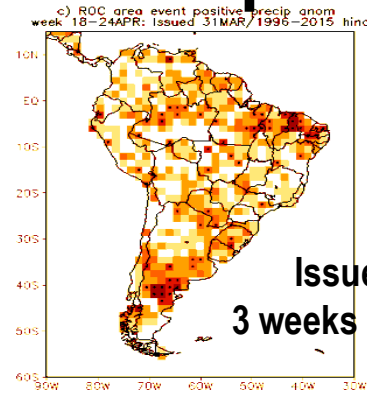 c) ROC area event positive precip anom
week 18-24APR: Issued 31MAR/1996-2015 hinc
10N
EQ
10S
20S
30S
40S
50S
60S
90W 80W 70W 60W 50W 40W 30W
Issue
3 weeks